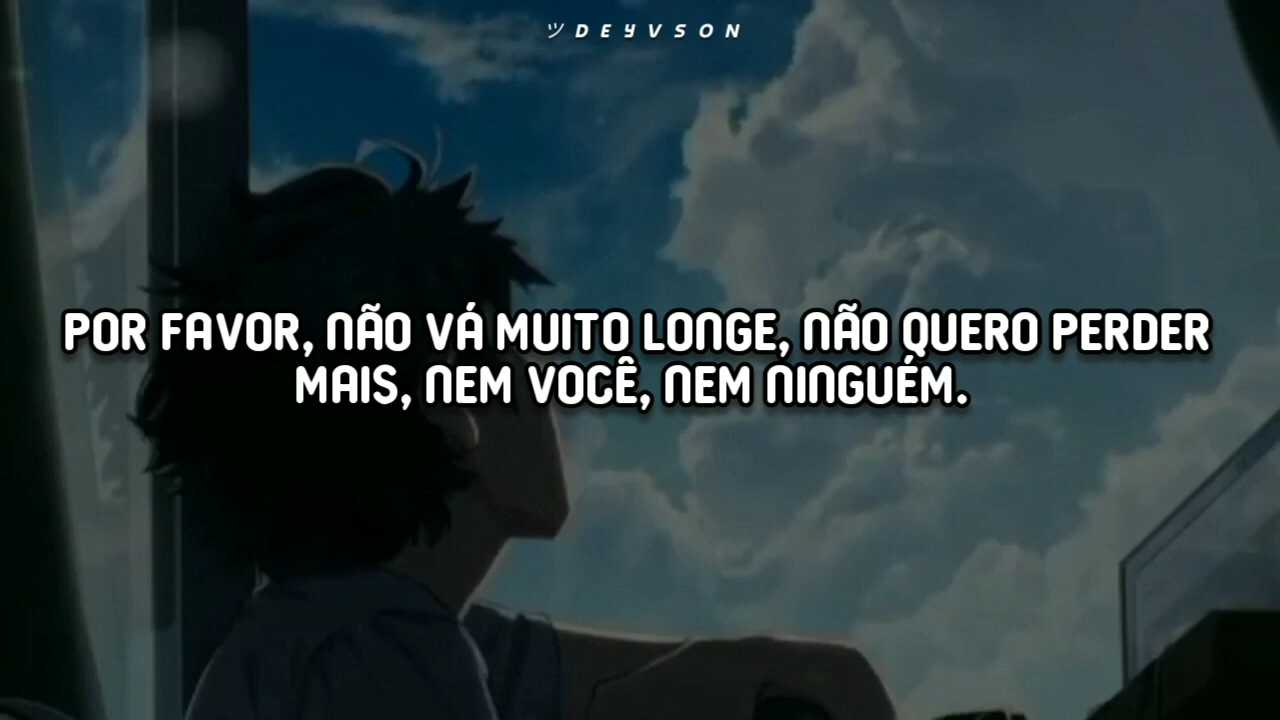 ツDEYVSON
POR FAVOR, NÃO VÁ MUITO LONGE, NÃO QUERO PERDER
MAIS, NEM VOCÊ, NEM NINGUÉM.